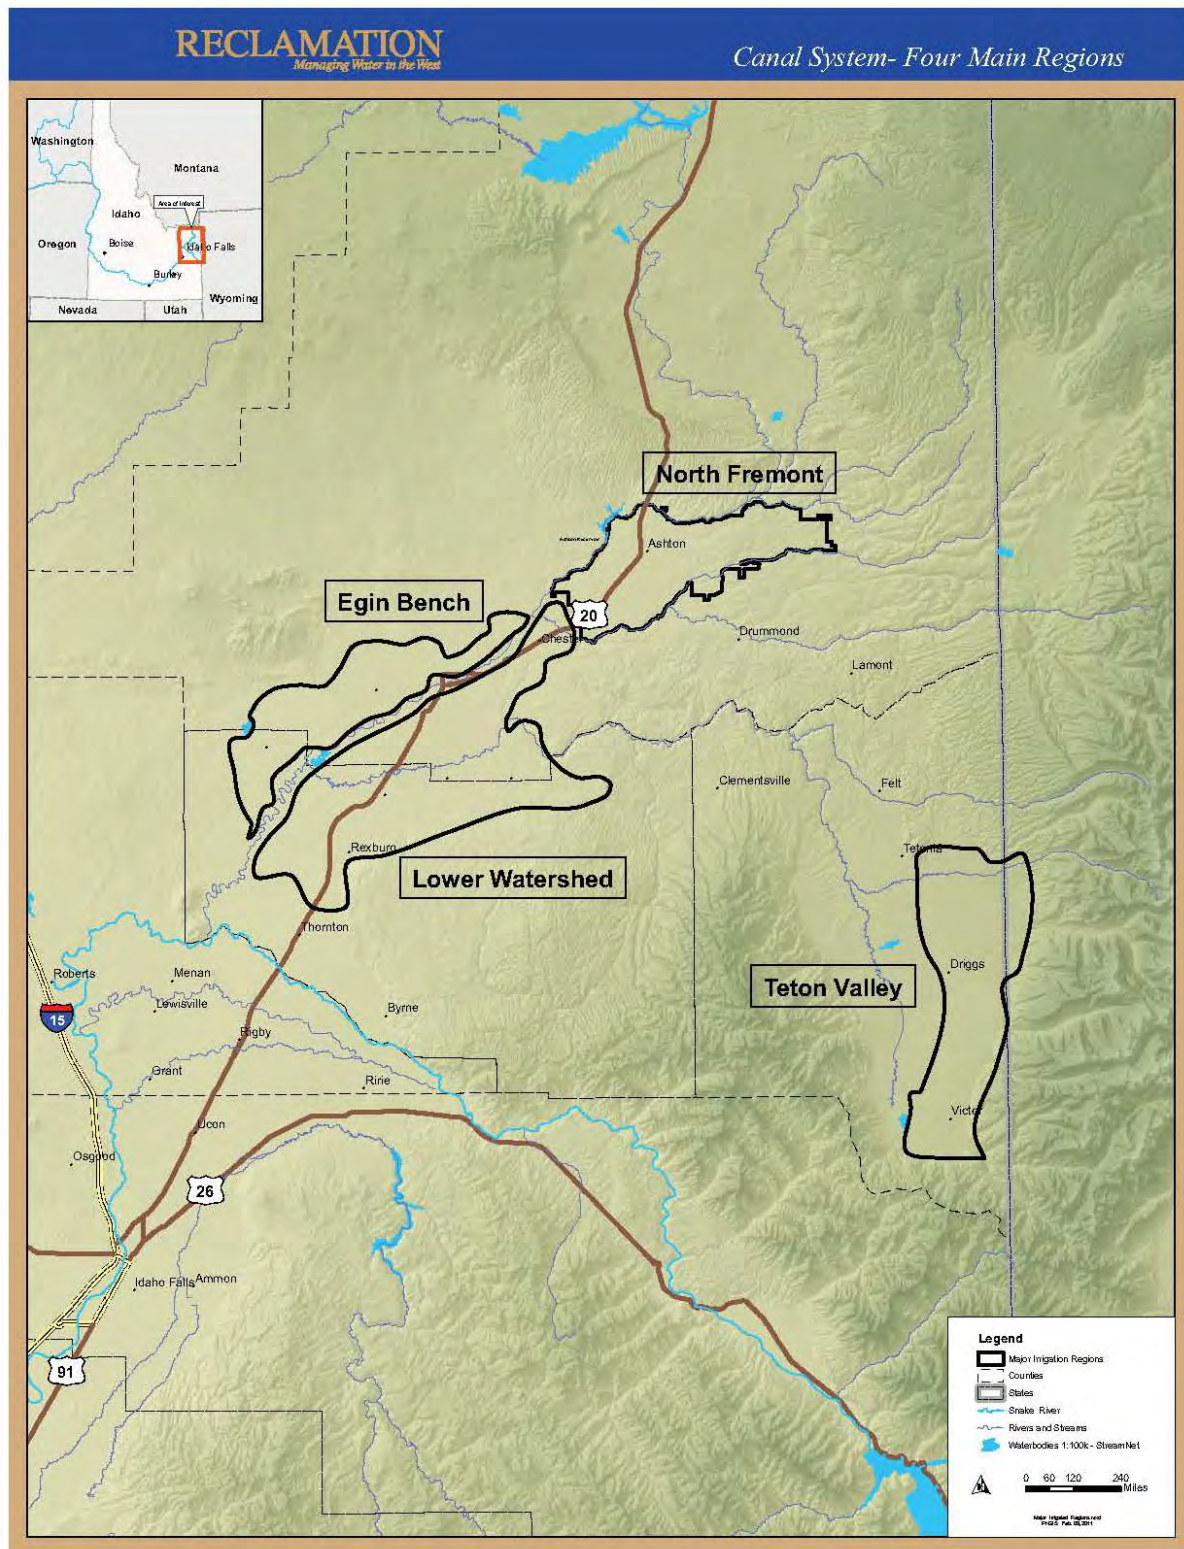 RECLAMATION
Managing Water in the West
Canal System- Four Main Regions
Washington
Montana
Area of Interest
Idaho
Oregon
Boise
Idaho Falls
Burley
Wyoming
Nevada
Utah
North Fremont
Ashton
Egin Bench
20
Chester
Drummond
Lamont
Clementsville
Felt
Rexburg
Tetonia
Lower Watershed
Thornton
Driggs
Roberts
Menan
Teton Valley
Lewisville
Byrne
15
Rigby
Grant
Ririe
Victor
Ucon
Osgood
26
Idaho Falls
Ammon
91
Legend
Major Irrigation Regions
Counties
States
Snake River
Rivers and Streams
Waterbodies 1:100k - StreamNet
0 60 120 240
Miles